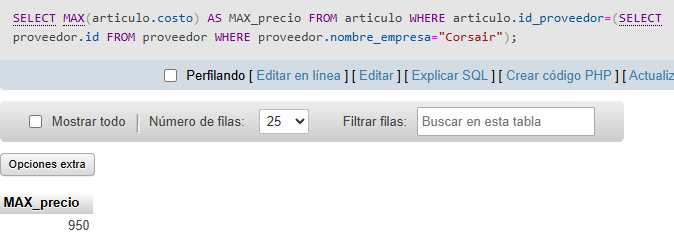 SELECT MAX(articulo.costo) AS MAX_precio FROM articulo WHERE articulo.id_proveedor=(SELECT
proveedor.id FROM proveedor WHERE proveedor.nombre_empresa="Corsair");
Perfilando [ Editar en línea ] [ Editar ] [ Explicar SQL ] [ Crear código PHP ] [ Actualiz
Mostrar todo | Número de filas: 25 Filtrar filas: Buscar en esta tabla
Opciones extra
MAX_precio
950